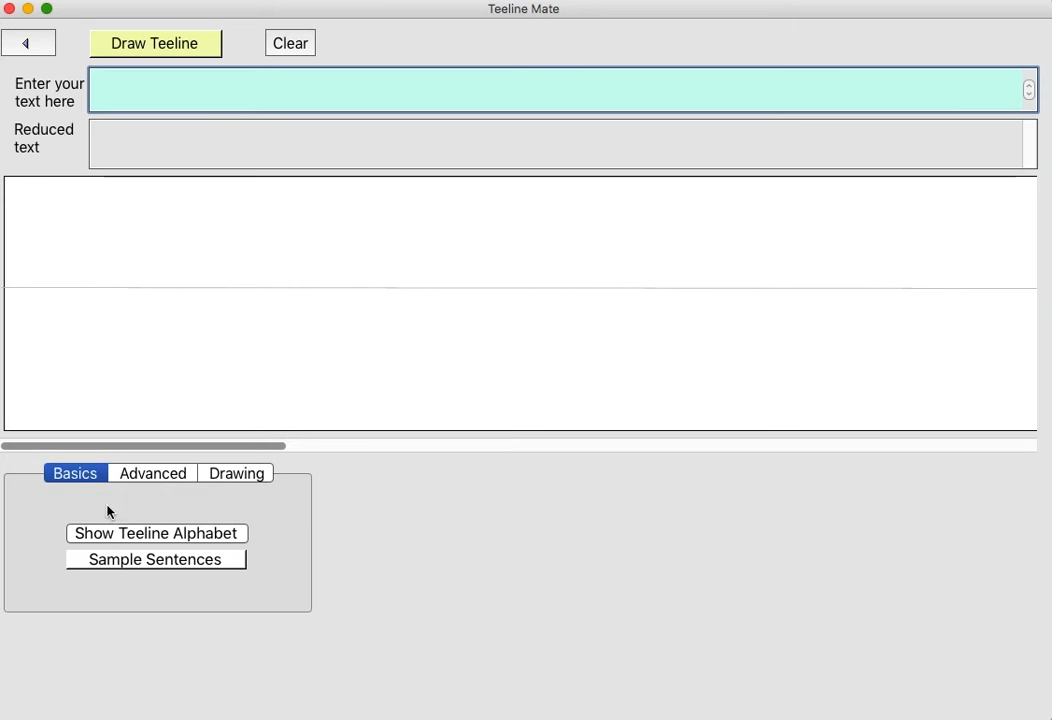 Teeline Mate
Draw Teeline
Clear
Enter your
text here
Reduced
text
Basics
Advanced
Drawing
Show Teeline Alphabet
Sample Sentences